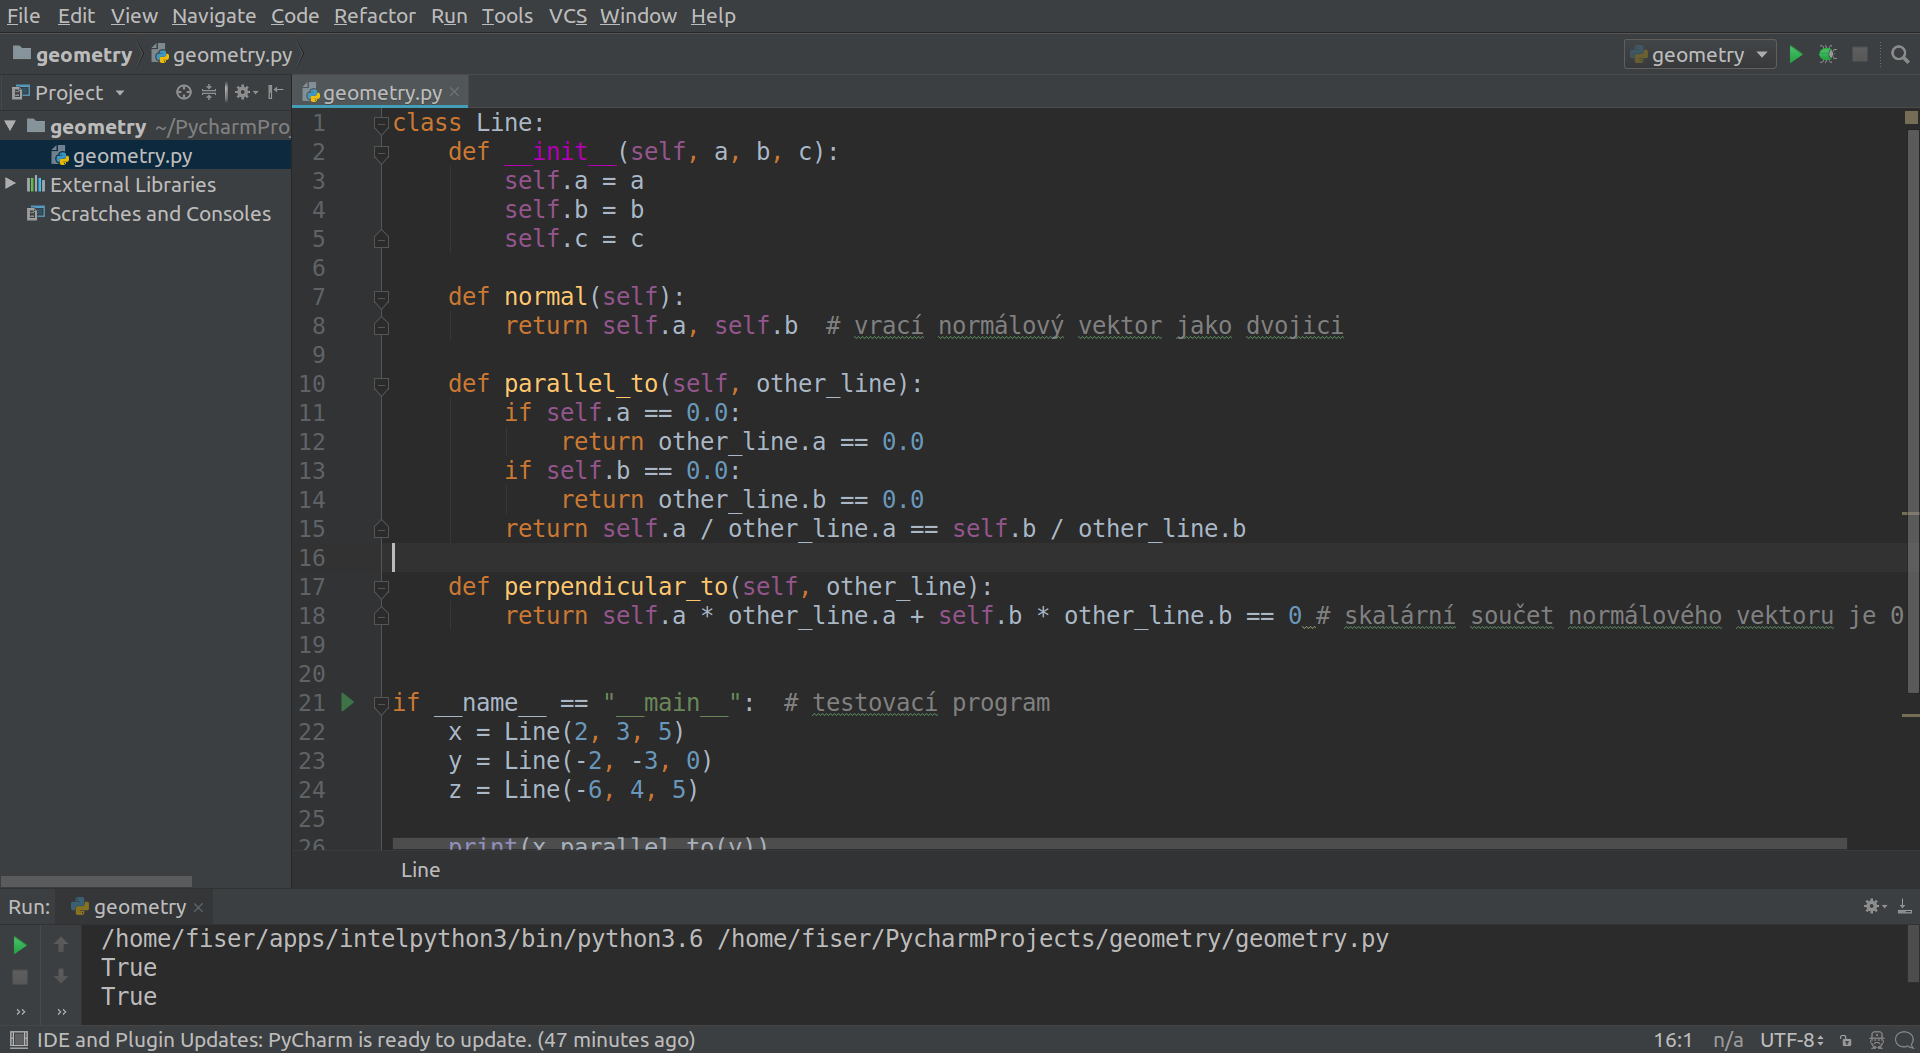 File Edit View Navigate Code Refactor Run Tools VCS Window Help
geometry geometry.py geometry
Project geometry.py
geometry ~/PycharmPro
geometry.py
External Libraries
Scratches and Consoles
1 class Line:
2 def __init__(self, a, b, c):
3 self.a = a
4 self.b = b
5 self.c = c
6
7 def normal(self):
8 return self.a, self.b # vrací normálový vektor jako dvojici
9
10 def parallel_to(self, other_line):
11 if self.a == 0.0:
12 return other_line.a == 0.0
13 if self.b == 0.0:
14 return other_line.b == 0.0
15 return self.a / other_line.a == self.b / other_line.b
16
17 def perpendicular_to(self, other_line):
18 return self.a * other_line.a + self.b * other_line.b == 0 # skalární součet normálového vektoru je 0
19
20
21 if __name__ == "__main__": # testovací program
22 x = Line(2, 3, 5)
23 y = Line(-2, -3, 0)
24 z = Line(-6, 4, 5)
25
26 print(x.parallel_to(y))
Line
Run: geometry
/home/fiser/apps/intelpython3/bin/python3.6 /home/fiser/PycharmProjects/geometry/geometry.py
True
True
IDE and Plugin Updates: PyCharm is ready to update. (47 minutes ago) 16:1 n/a UTF-8